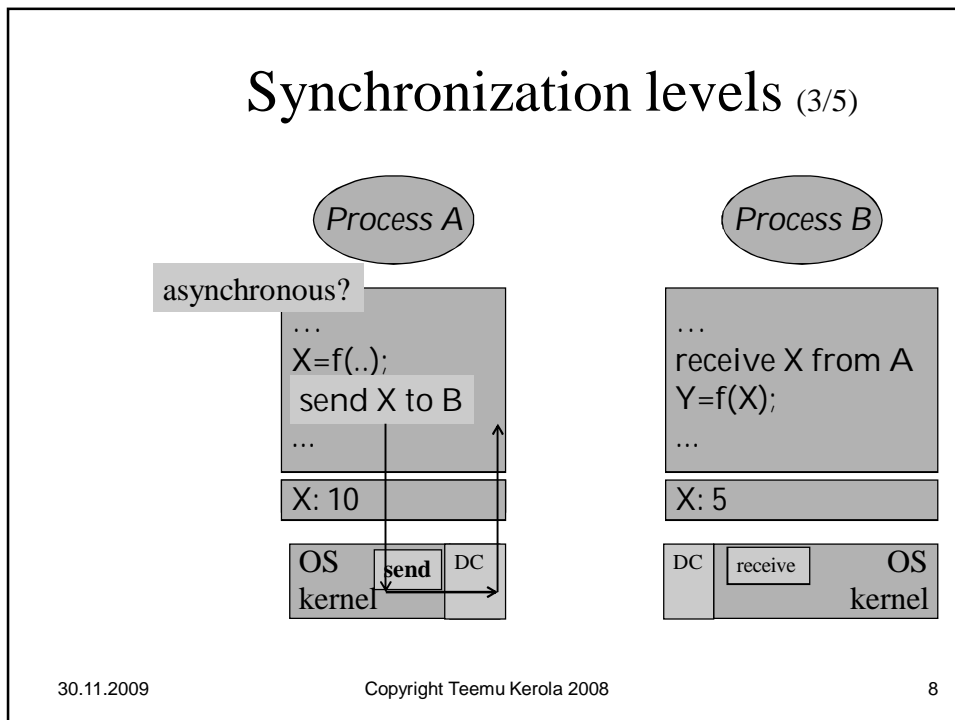 Synchronization levels (3/5)
Process A
Process B
asynchronous?
...
X=f(..);
send X to B
...
...
receive X from A
Y=f(X);
...
X: 10
X: 5
OS
kernel
send
DC
DC
receive
OS
kernel
30.11.2009
Copyright Teemu Kerola 2008
8